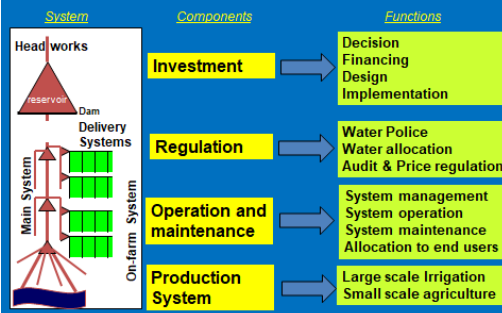 System
Components
Functions
Head works
reservoir
Dam
Delivery
Systems
Main System
On-farm System
Investment
Decision
Financing
Design
Implementation
Regulation
Water Police
Water allocation
Audit & Price regulation
Operation and
maintenance
System management
System operation
System maintenance
Allocation to end users
Production
System
Large scale Irrigation
Small scale agriculture